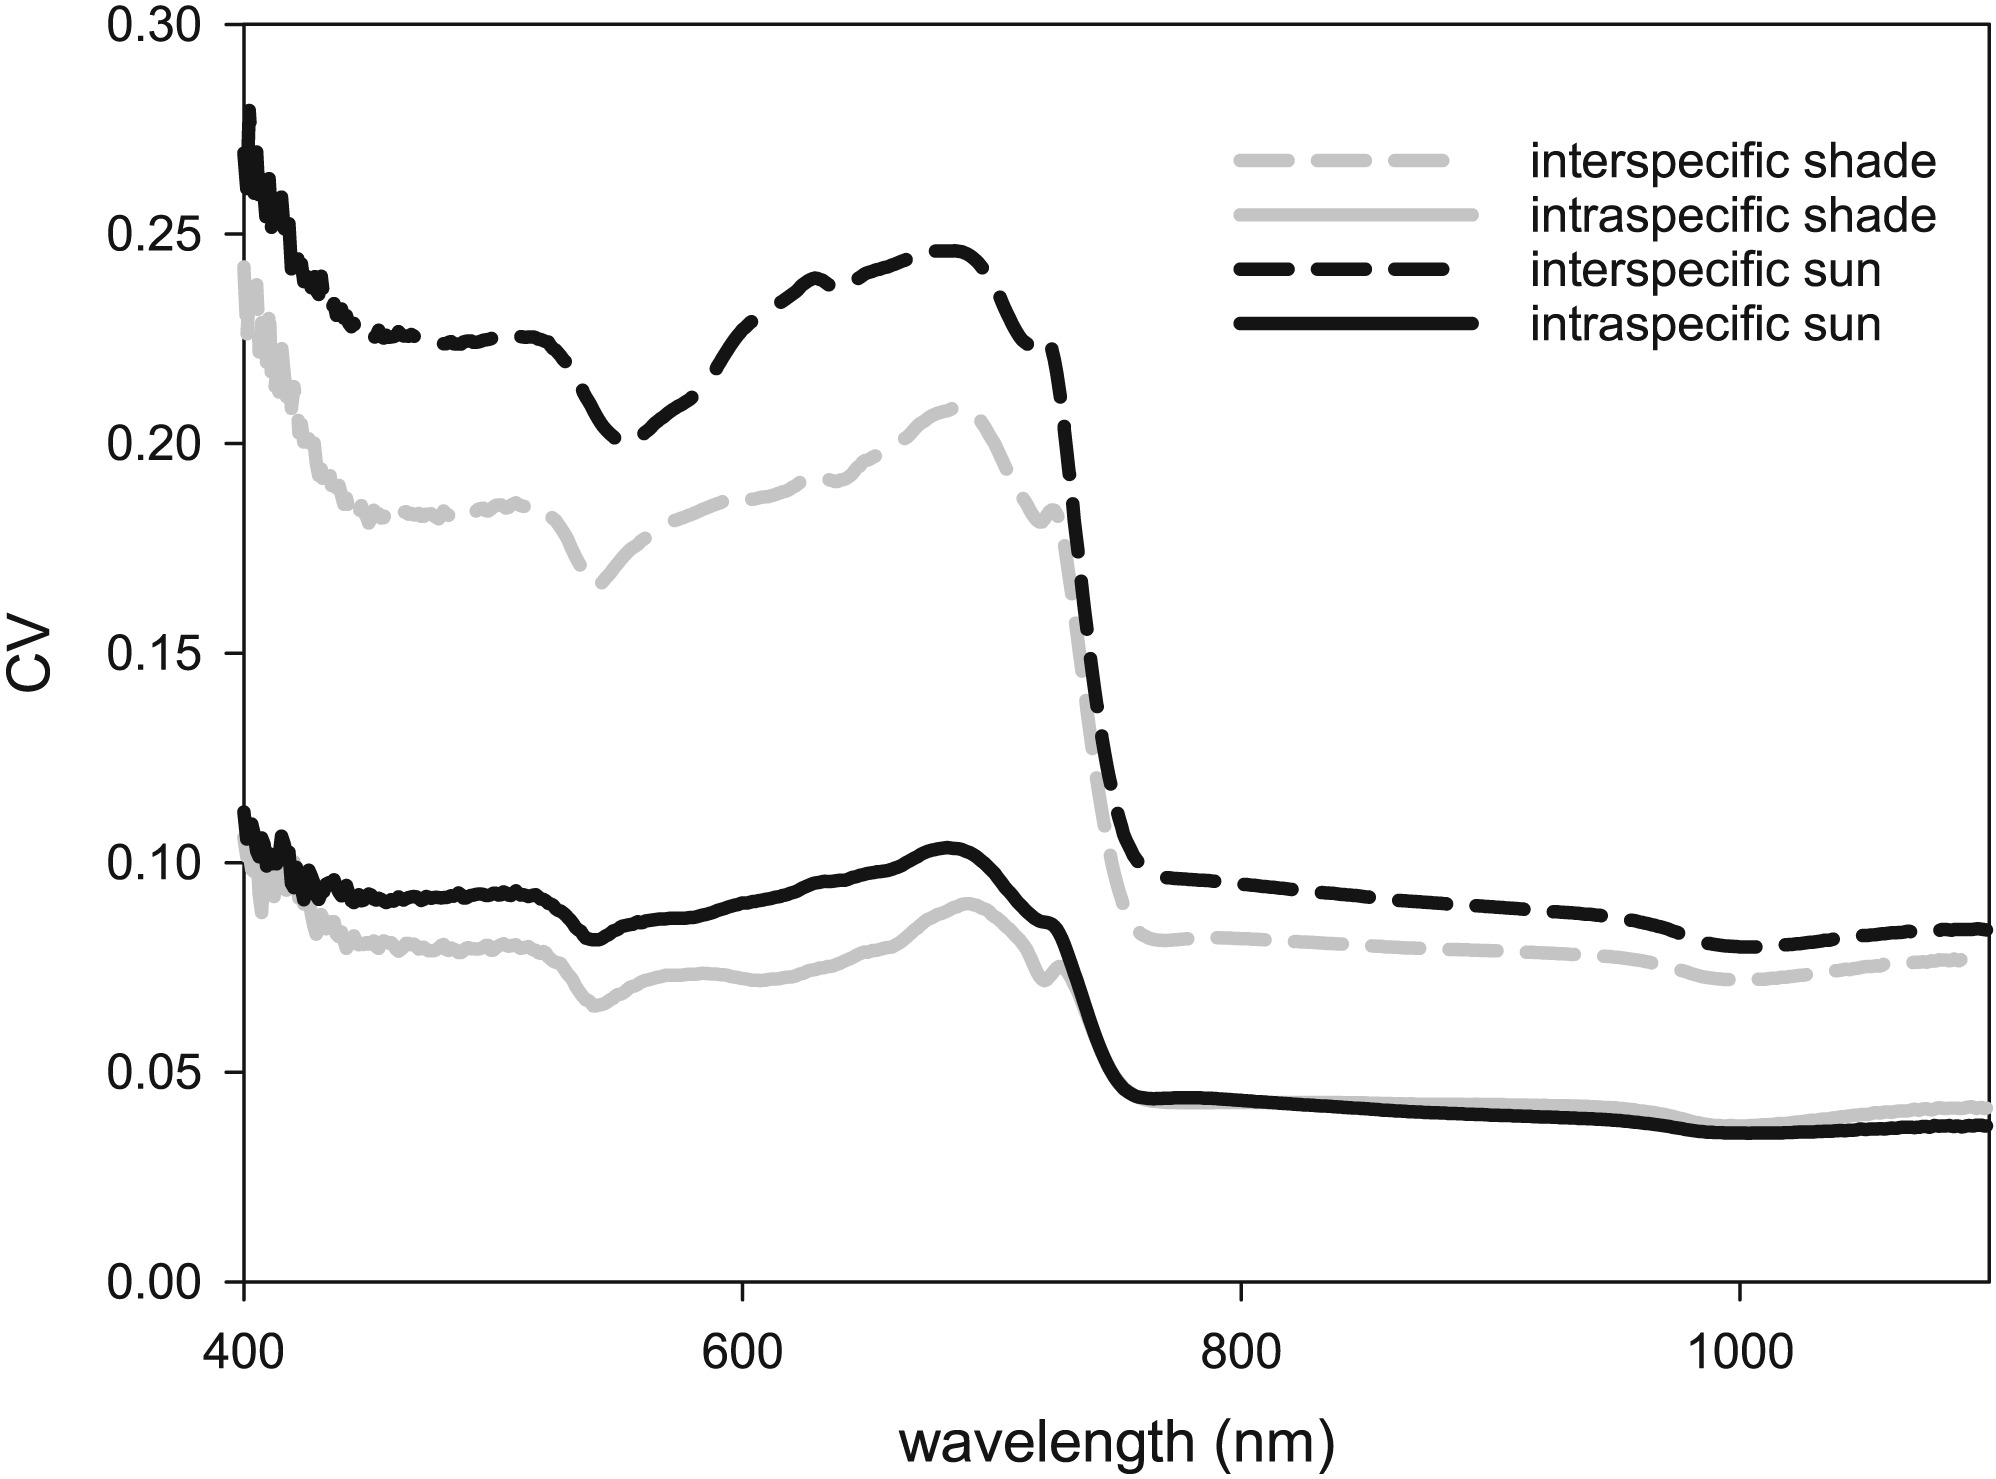 0.30
interspecific shade
intraspecific shade
0.25
interspecific sun
intraspecific sun
0.20
CV
0.15
0.10
0.05
0.00
400 600 800 1000
wavelength (nm)